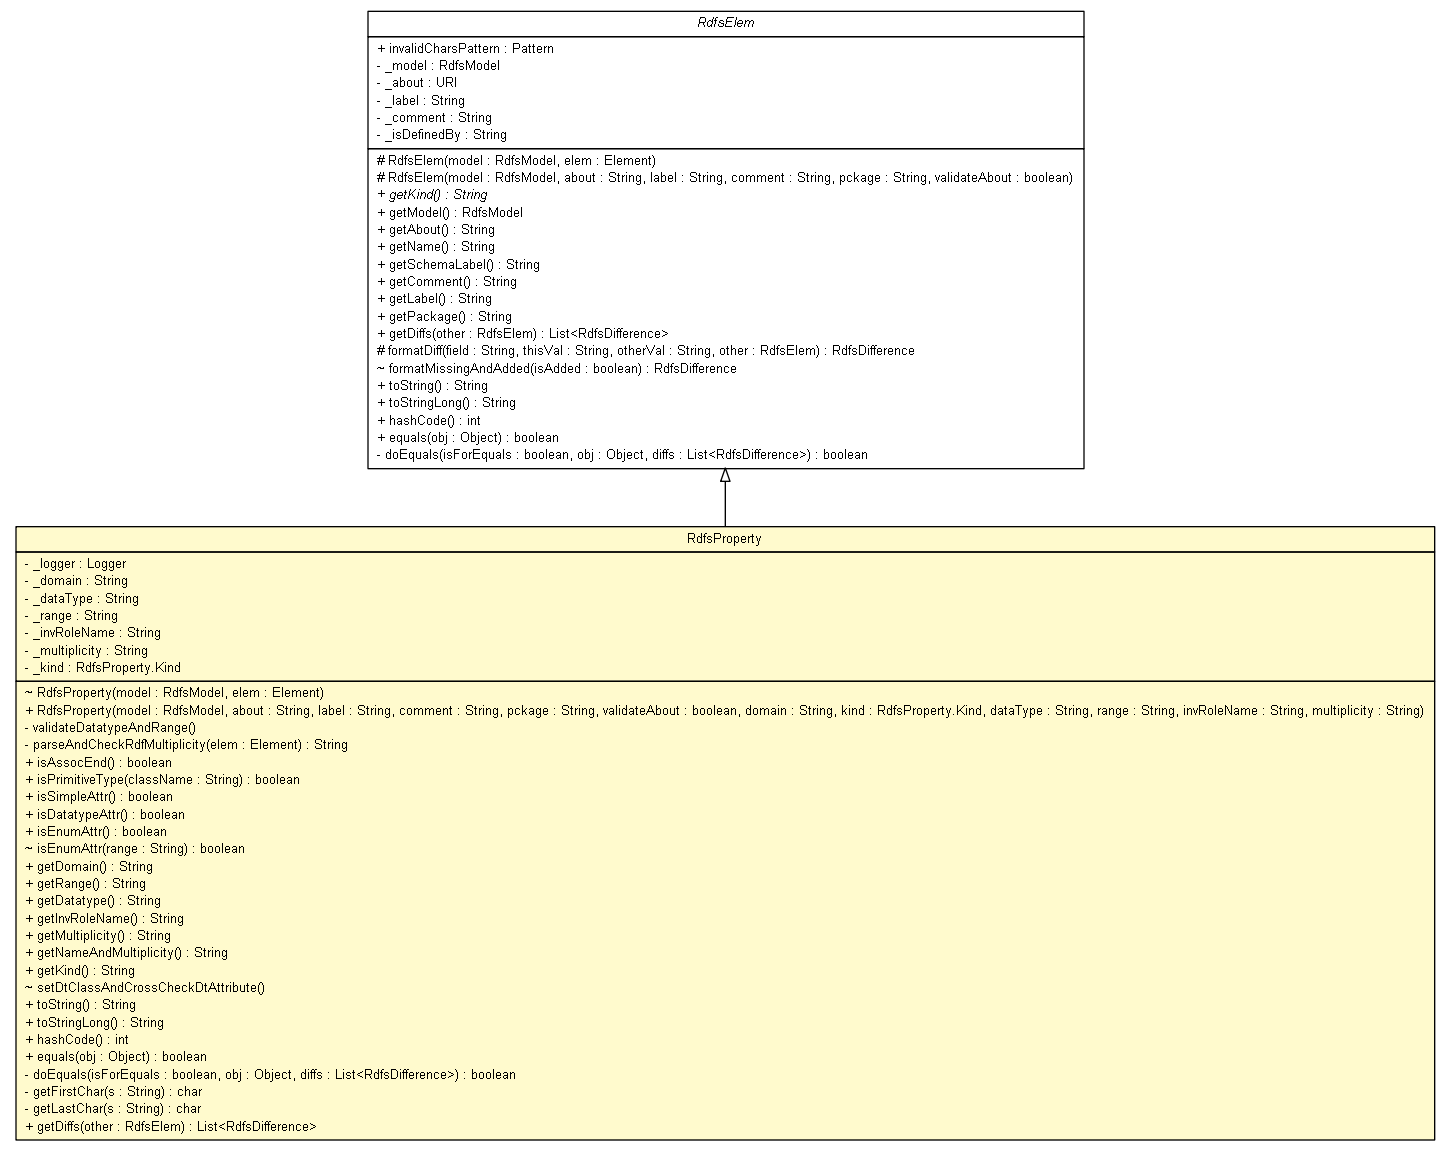 RdfsElem
+ invalidCharsPattern : Pattern
- _model : RdfsModel
- _about : URI
- _label : String
- _comment : String
- _isDefinedBy : String
# RdfsElem(model : RdfsModel, elem : Element)
# RdfsElem(model : RdfsModel, about : String, label : String, comment : String, pckage : String, validateAbout : boolean)
+ getKind() : String
+ getModel() : RdfsModel
+ getAbout() : String
+ getName() : String
+ getSchemaLabel() : String
+ getComment() : String
+ getLabel() : String
+ getPackage() : String
+ getDiffs(other : RdfsElem) : List<RdfsDifference>
# formatDiff(field : String, thisVal : String, otherVal : String, other : RdfsElem) : RdfsDifference
~ formatMissingAndAdded(isAdded : boolean) : RdfsDifference
+ toString() : String
+ toStringLong() : String
+ hashCode() : int
+ equals(obj : Object) : boolean
- doEquals(isForEquals : boolean, obj : Object, diffs : List<RdfsDifference>) : boolean
RdfsProperty
- _logger : Logger
- _domain : String
- _dataType : String
- _range : String
- _invRoleName : String
- _multiplicity : String
- _kind : RdfsProperty.Kind
~ RdfsProperty(model : RdfsModel, elem : Element)
+ RdfsProperty(model : RdfsModel, about : String, label : String, comment : String, pckage : String, validateAbout : boolean, domain : String, kind : RdfsProperty.Kind, dataType : String, range : String, invRoleName : String, multiplicity : String)
- validateDatatypeAndRange()
- parseAndCheckRdfMultiplicity(elem : Element) : String
+ isAssocEnd() : boolean
+ isPrimitiveType(className : String) : boolean
+ isSimpleAttr() : boolean
+ isDatatypeAttr() : boolean
+ isEnumAttr() : boolean
~ isEnumAttr(range : String) : boolean
+ getDomain() : String
+ getRange() : String
+ getDatatype() : String
+ getInvRoleName() : String
+ getMultiplicity() : String
+ getNameAndMultiplicity() : String
+ getKind() : String
~ setDtClassAndCrossCheckDtAttribute()
+ toString() : String
+ toStringLong() : String
+ hashCode() : int
+ equals(obj : Object) : boolean
- doEquals(isForEquals : boolean, obj : Object, diffs : List<RdfsDifference>) : boolean
- getFirstChar(s : String) : char
- getLastChar(s : String) : char
+ getDiffs(other : RdfsElem) : List<RdfsDifference>